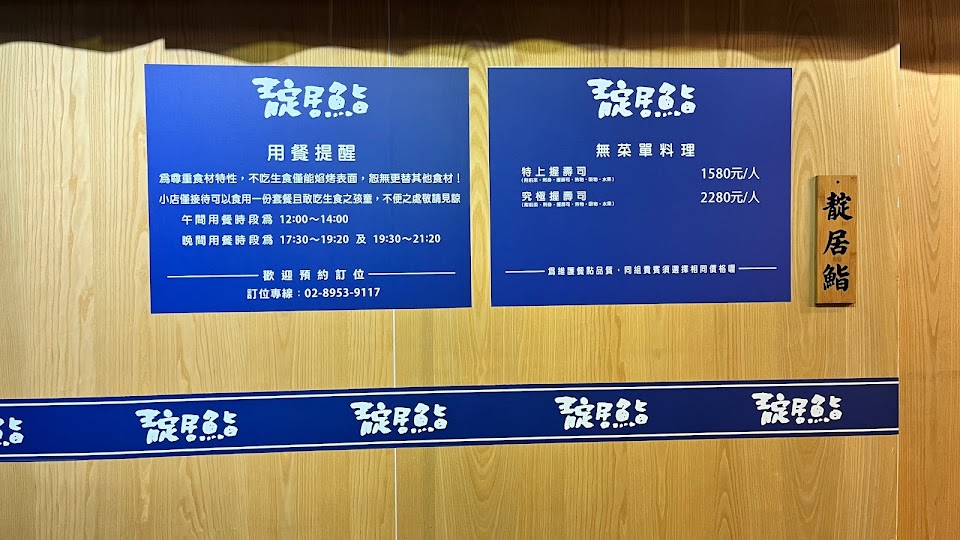 靛居鮨
用餐提醒
為尊重食材特性，不吃生食僅能焰烤表面，恕無更替其他食材！
小店僅接待可以食用一份套餐且敢吃生食之孩童，不便之處敬請見諒
午間用餐時段為 12:00～14:00
晚間用餐時段為 17:30～19:20 及 19:30～21:20
歡迎預約訂位
訂位專線：02-8953-9117
靛居鮨
無菜單料理
特上握壽司 1580元/人
究極握壽司 2280元/人
為維護餐點品質，同組貴賓須選擇相同價格喔
靛居鮨
靛居鮨
靛居鮨
靛居鮨
靛居鮨